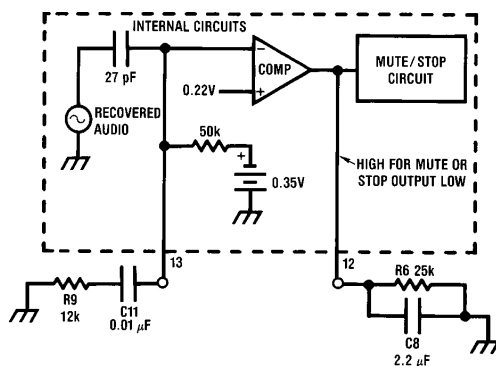 INTERNAL CIRCUITS
27 pF
−
COMP
+
0.22V
MUTE/STOP
CIRCUIT
RECOVERED
AUDIO
50k
+
0.35V
HIGH FOR MUTE OR
STOP OUTPUT LOW
13
12
R9
12k
C11
0.01 µF
R6 25k
C8
2.2 µF